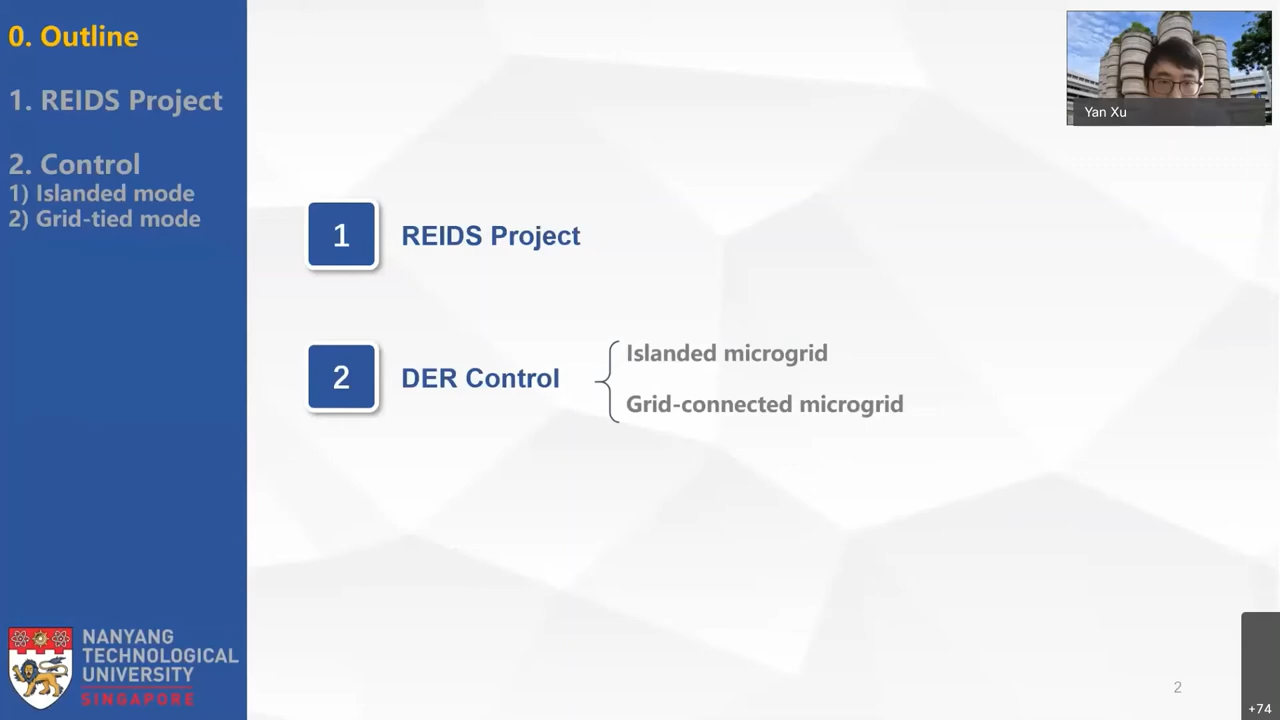 0. Outline
1. REIDS Project
2. Control
1) Islanded mode
2) Grid-tied mode
Yan Xu
1
REIDS Project
2
DER Control
Islanded microgrid
Grid-connected microgrid
NANYANG
TECHNOLOGICAL
UNIVERSITY
SINGAPORE
2
+74